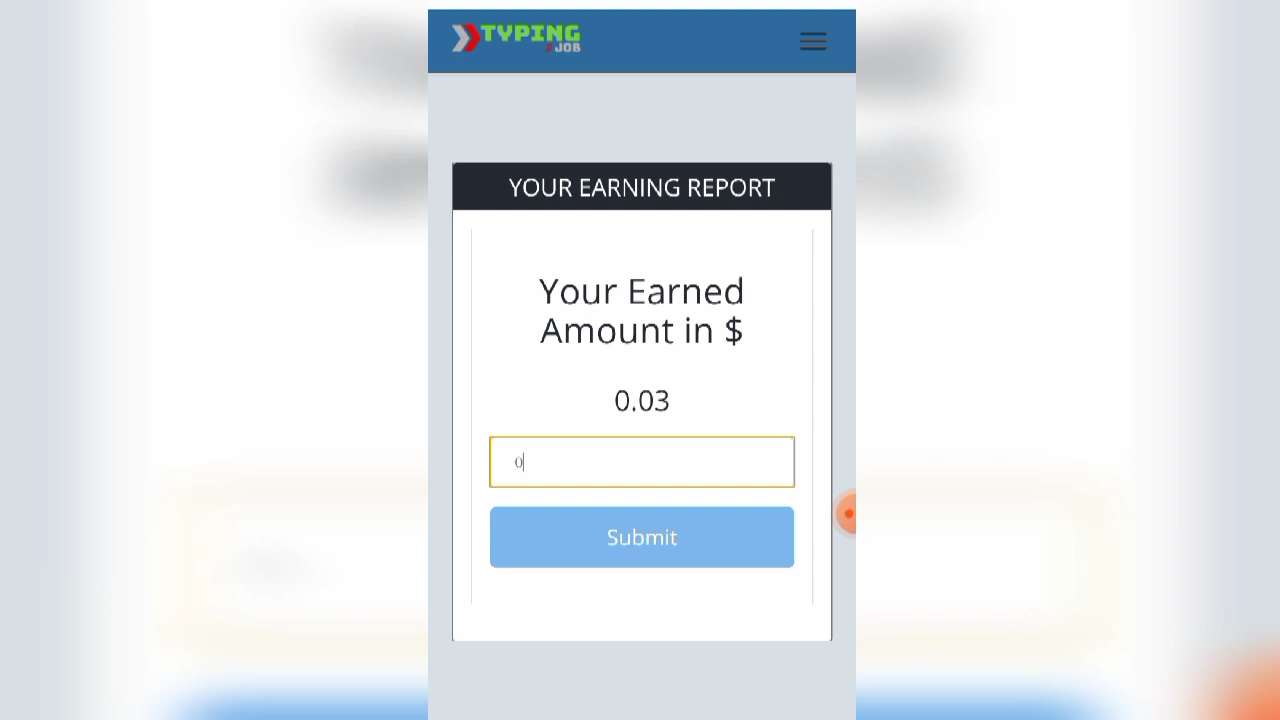 TYPING
JOB
YOUR EARNING REPORT
Your Earned
Amount in $
0.03
0
Submit